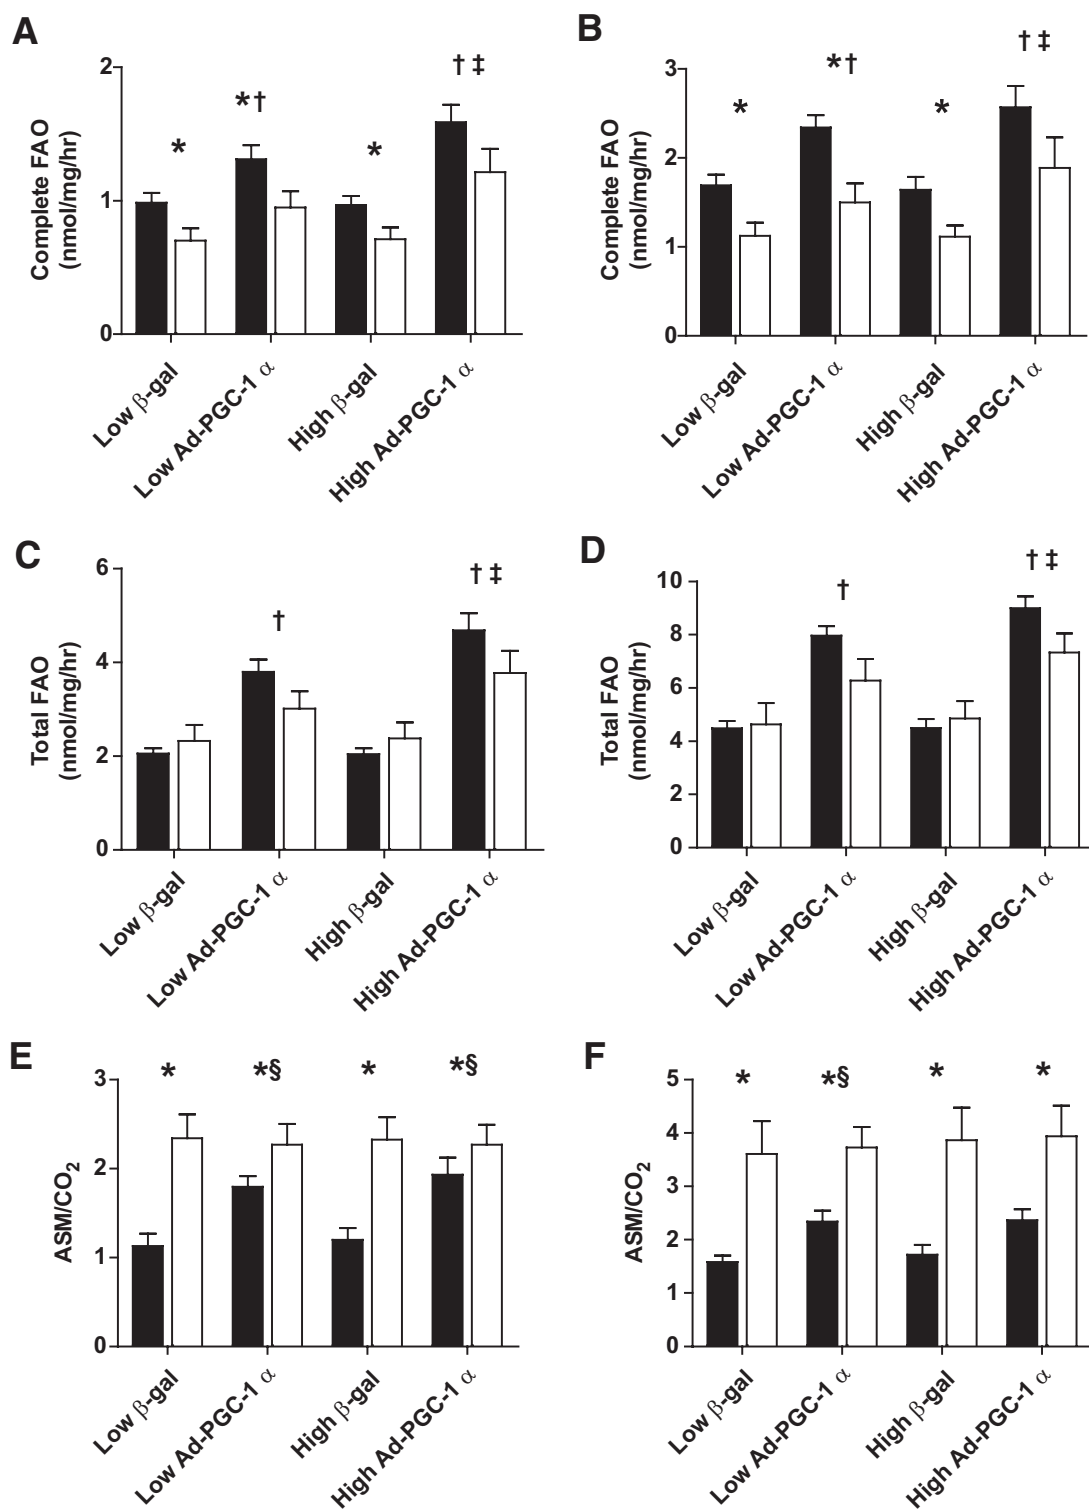 A
Complete FAO
(nmol/mg/hr)
2
1
0
*
*†
*
†‡
Low β-gal
Low Ad-PGC-1 α
High β-gal
High Ad-PGC-1 α
B
Complete FAO
(nmol/mg/hr)
3
2
1
0
*
*†
*
†‡
Low β-gal
Low Ad-PGC-1 α
High β-gal
High Ad-PGC-1 α
C
Total FAO
(nmol/mg/hr)
6
4
2
0
†
†‡
Low β-gal
Low Ad-PGC-1 α
High β-gal
High Ad-PGC-1 α
D
Total FAO
(nmol/mg/hr)
10
8
6
4
2
0
†
†‡
Low β-gal
Low Ad-PGC-1 α
High β-gal
High Ad-PGC-1 α
E
ASM/CO₂
3
2
1
0
*
*§
*
*§
Low β-gal
Low Ad-PGC-1 α
High β-gal
High Ad-PGC-1 α
F
ASM/CO₂
5
4
3
2
1
0
*
*§
*
*
Low β-gal
Low Ad-PGC-1 α
High β-gal
High Ad-PGC-1 α